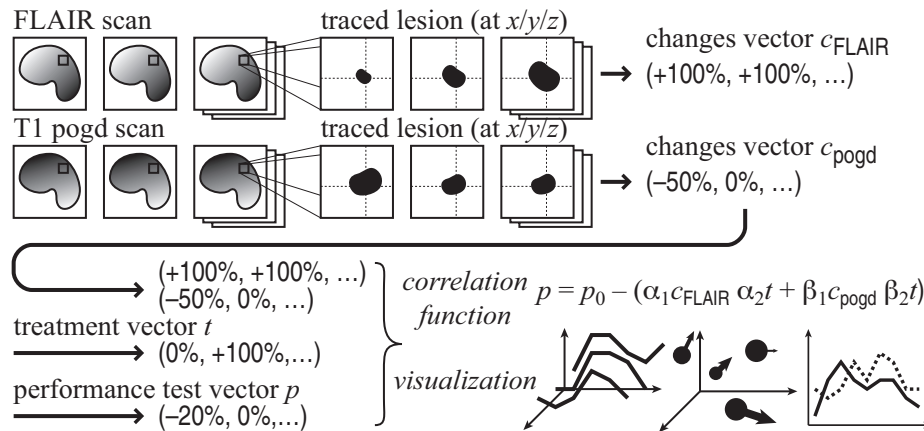 FLAIR scan
traced lesion (at x/y/z)
changes vector cFLAIR
(+100%, +100%, …)
T1 pogd scan
traced lesion (at x/y/z)
changes vector cpogd
(–50%, 0%, …)
(+100%, +100%, …)
(–50%, 0%, …)
treatment vector t
(0%, +100%,…)
performance test vector p
(–20%, 0%,…)
correlation
function
p = p0 – (α1cFLAIR α2t + β1cpogd β2t)
visualization